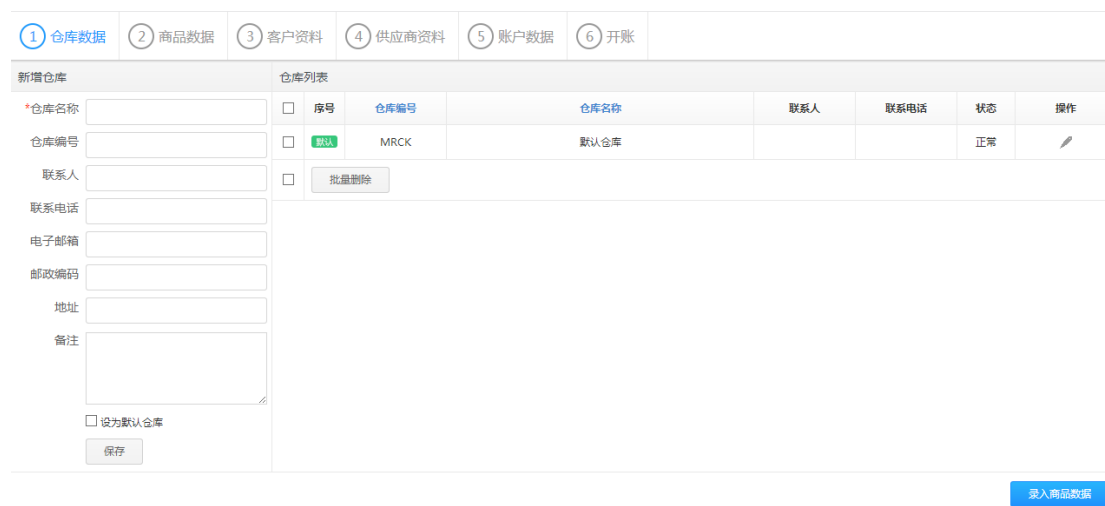 1 仓库数据 2 商品数据 3 客户资料 4 供应商资料 5 账户数据 6 开账
新增仓库
*仓库名称
仓库编号
联系人
联系电话
电子邮箱
邮政编码
地址
备注
设为默认仓库
保存
仓库列表
序号 仓库编号 仓库名称 联系人 联系电话 状态 操作
默认 MRCK 默认仓库 正常
批量删除
录入商品数据